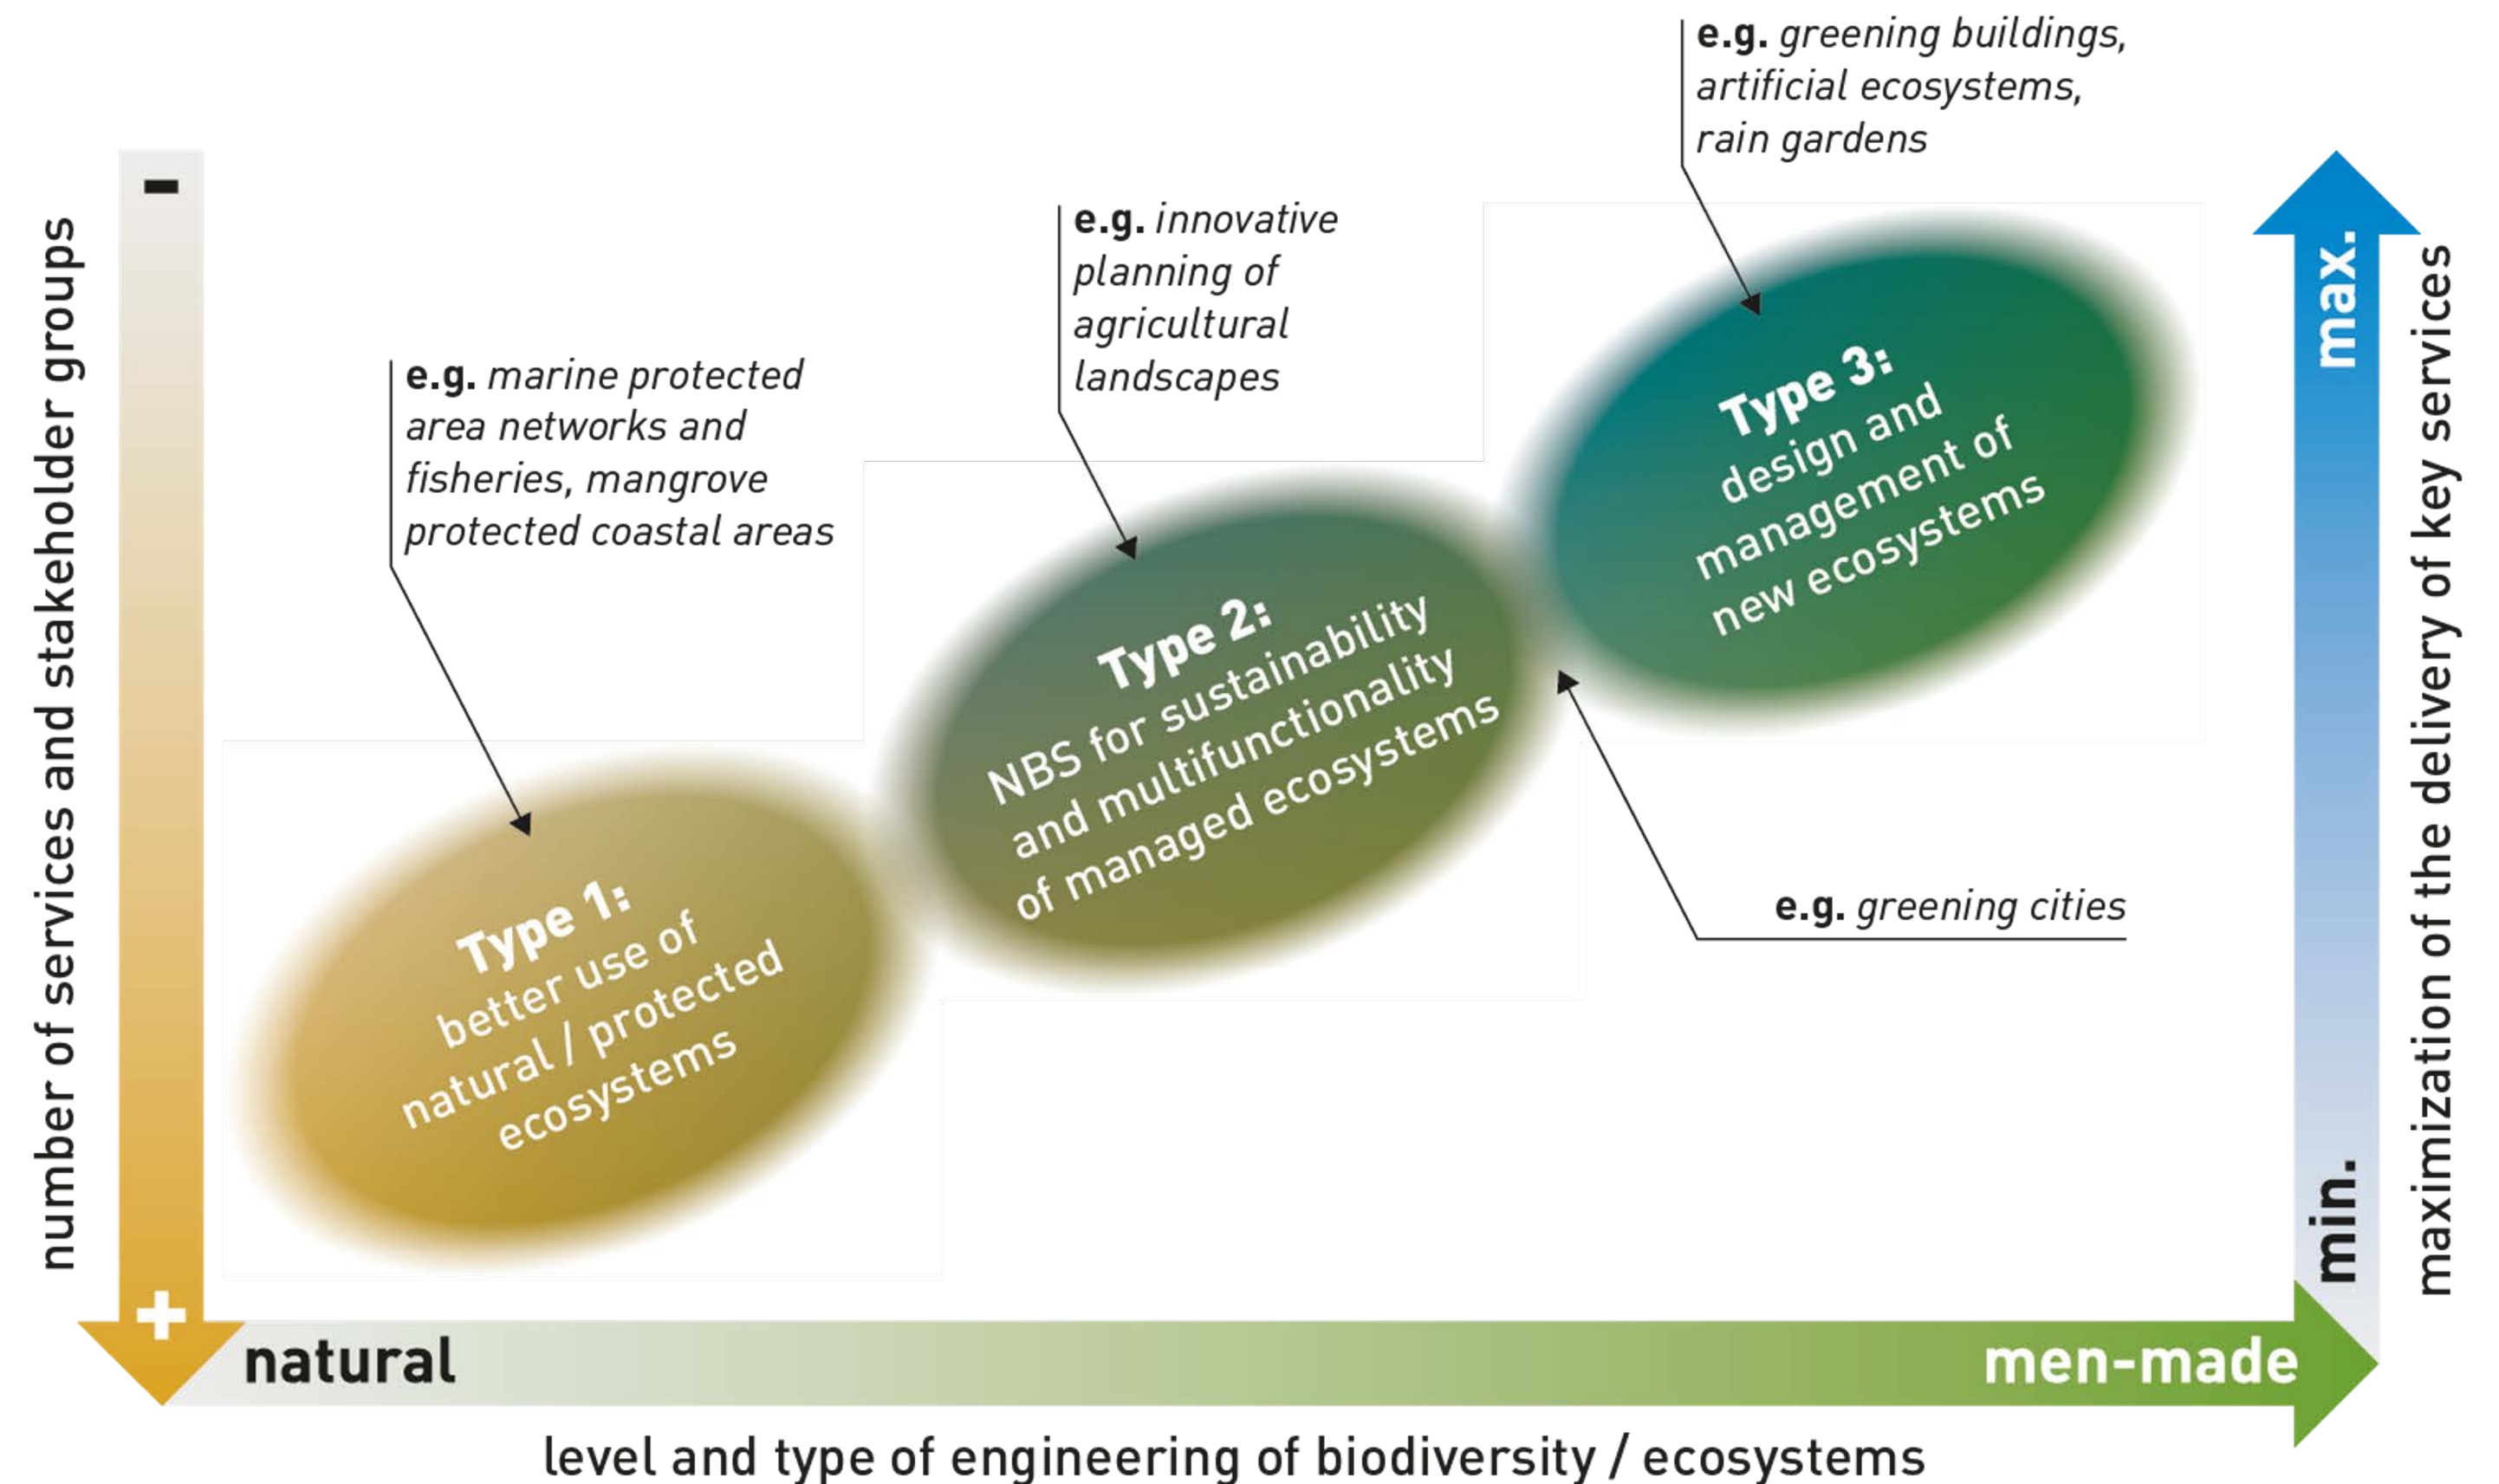 e.g. greening buildings,
artificial ecosystems,
rain gardens
e.g. innovative
planning of
agricultural
landscapes
e.g. marine protected
area networks and
fisheries, mangrove
protected coastal areas
number of services and stakeholder groups
-
+
Type 1:
better use of
natural / protected
ecosystems
Type 2:
NBS for sustainability
and multifunctionality
of managed ecosystems
Type 3:
design and
management of
new ecosystems
e.g. greening cities
max.
min.
maximization of the delivery of key services
natural
men-made
level and type of engineering of biodiversity / ecosystems